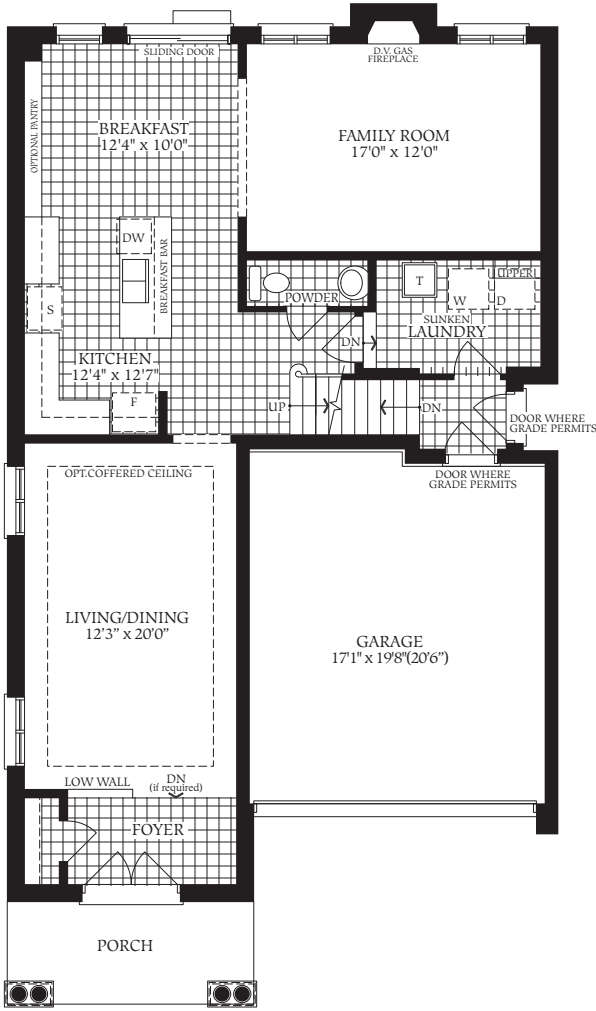 SLIDING DOOR
D.V. GAS
FIREPLACE
OPTIONAL PANTRY
BREAKFAST
12'4" x 10'0"
FAMILY ROOM
17'0" x 12'0"
DW
BREAKFAST BAR
S
POWDER
T
W
UPPER
D
SUNKEN
LAUNDRY
DN
KITCHEN
12'4" x 12'7"
F
UP
DN
DOOR WHERE
GRADE PERMITS
DOOR WHERE
GRADE PERMITS
OPT.COFFERED CEILING
LIVING/DINING
12'3” x 20'0”
GARAGE
17'1" x 19'8"(20'6”)
LOW WALL
DN
(if required)
FOYER
PORCH